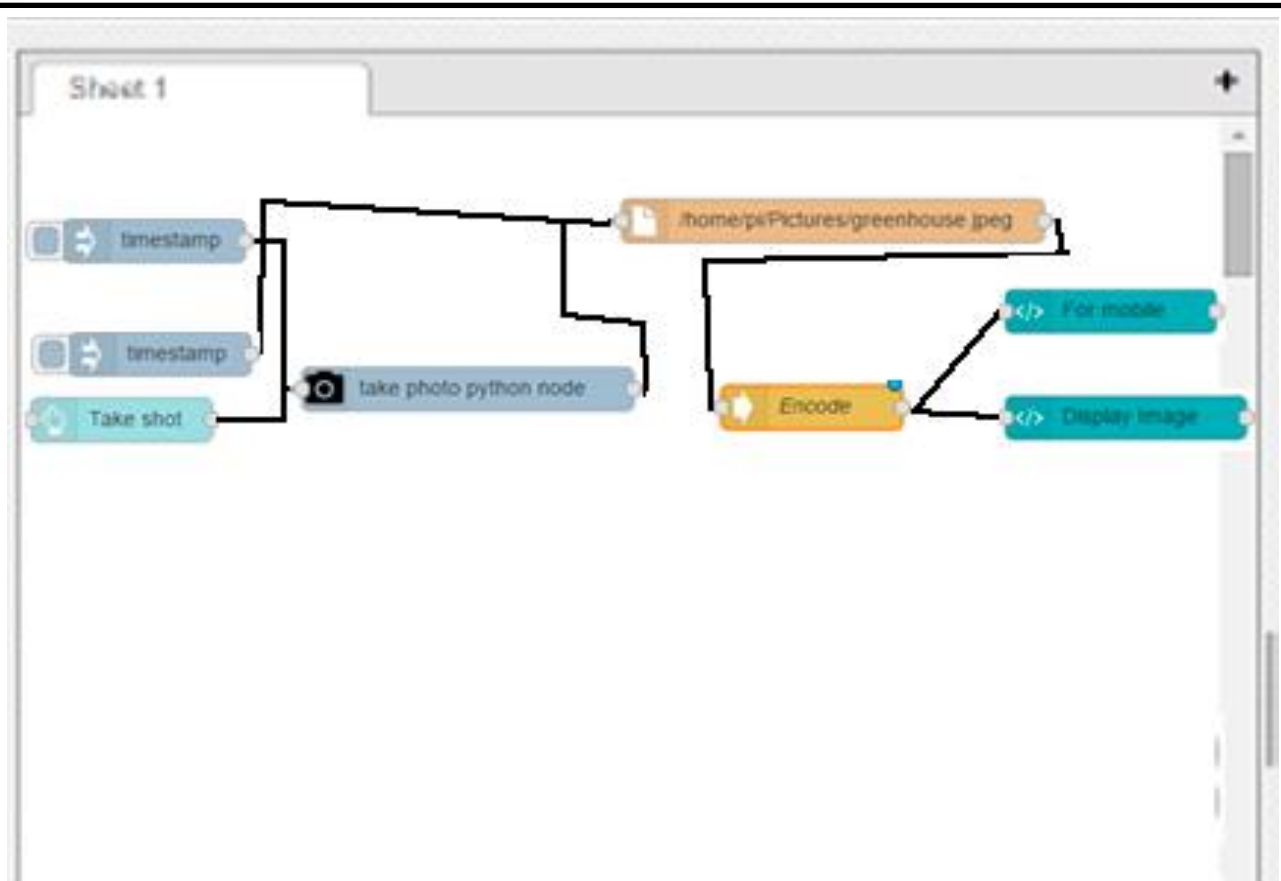 Sheet 1
timestamp
/home/pi/Pictures/greenhouse.jpeg
For mobile
timestamp
take photo python node
Encode
Take shot
Display image